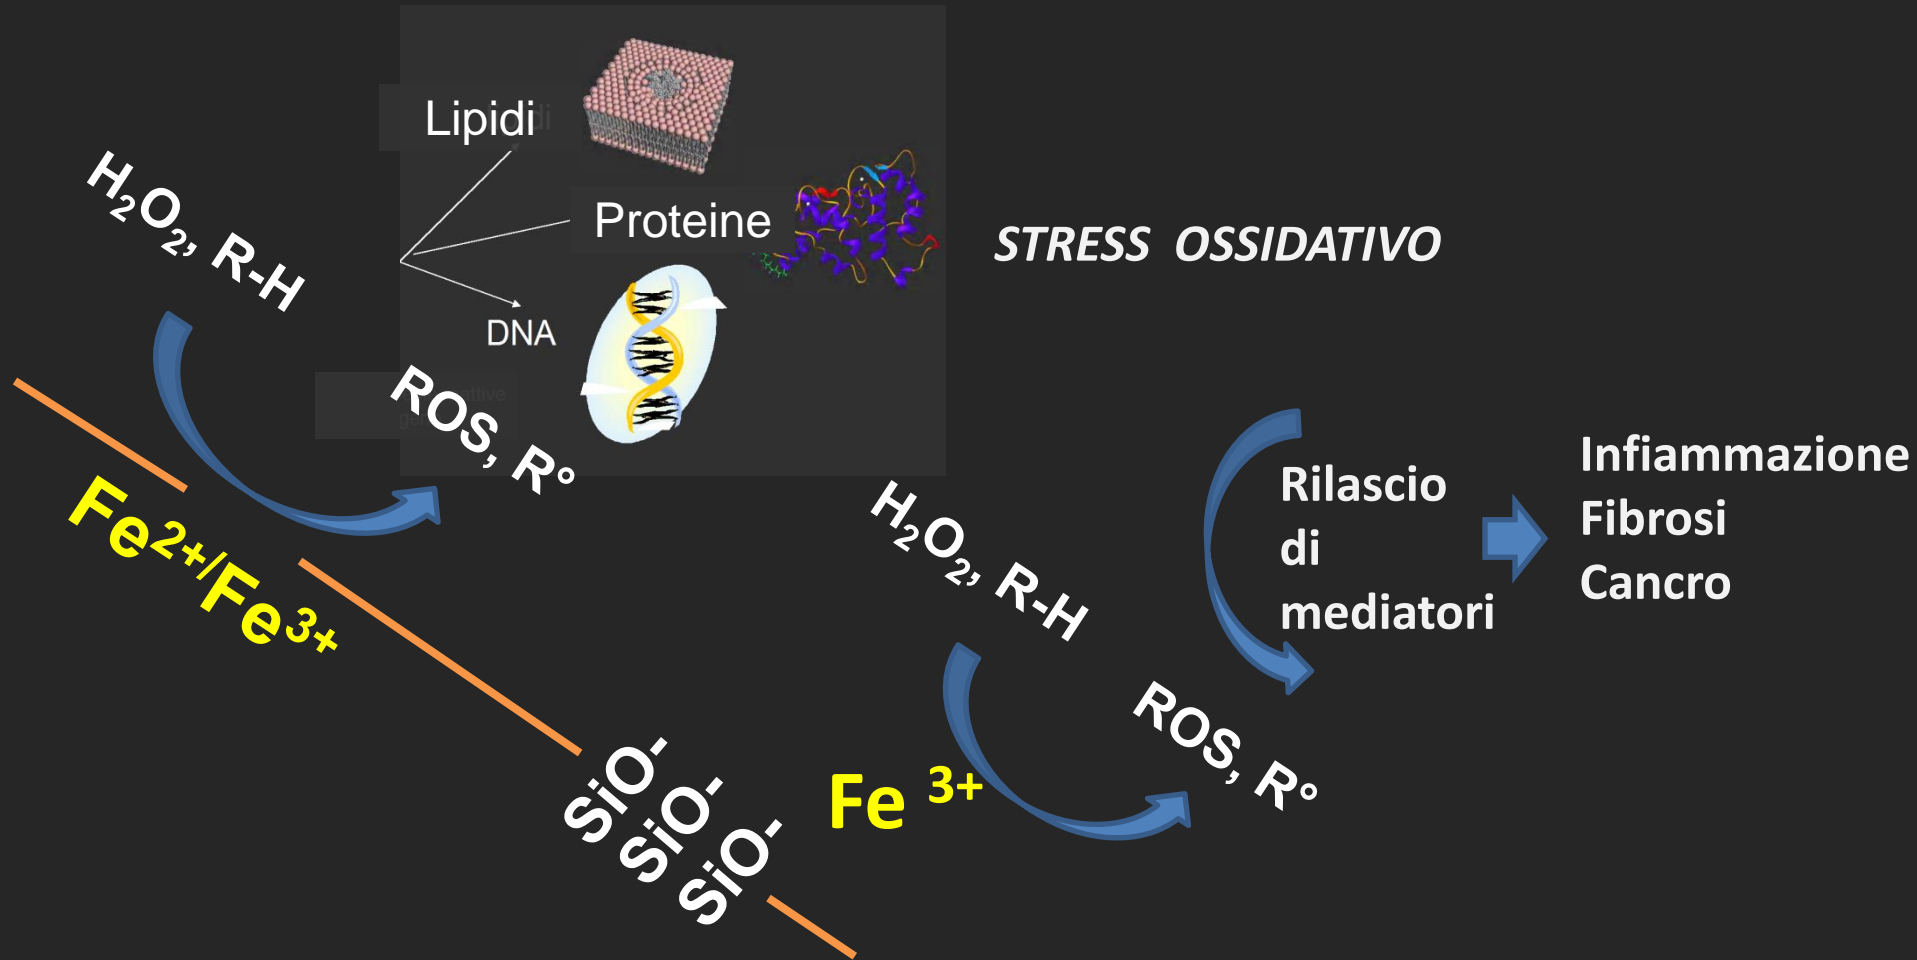 Lipidi
H₂O₂, R-H
Proteine
STRESS OSSIDATIVO
DNA
ROS, R°
Fe²⁺/Fe³⁺
H₂O₂, R-H
Rilascio
di
mediatori
Infiammazione
Fibrosi
Cancro
ROS, R°
SiO-
SiO-
SiO-
Fe ³⁺